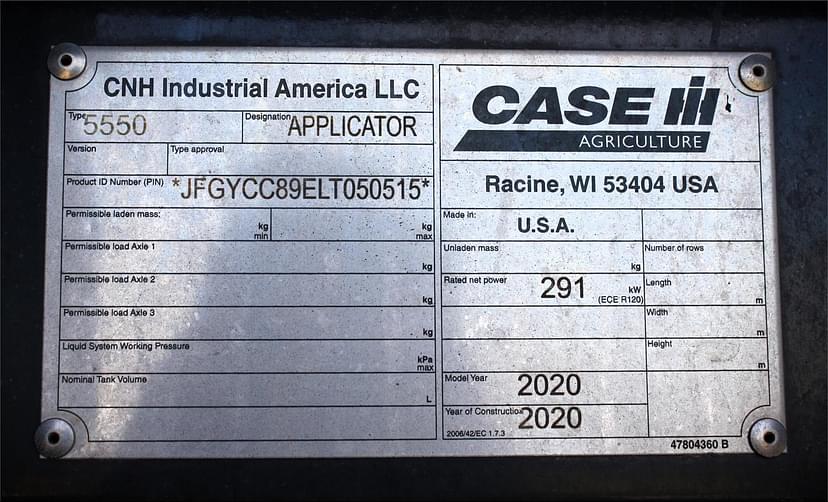 CNH Industrial America LLC
Type 5550
Designation APPLICATOR
Version
Type approval
Product ID Number (PIN) *JFGYCC89ELT050515*
Permissible laden mass:
kg min
kg max
Permissible load Axle 1
kg
Permissible load Axle 2
kg
Permissible load Axle 3
kg
Liquid System Working Pressure
kPa max
Nominal Tank Volume
L
CASE IH
AGRICULTURE
Racine, WI 53404 USA
Made in: U.S.A.
Unladen mass
kg
Number of rows
Rated net power 291 kW
(ECE R120)
Length
m
Width
m
Height
m
Model Year 2020
Year of Construction 2020
2006/42/EC 1.7.3
47804360 B